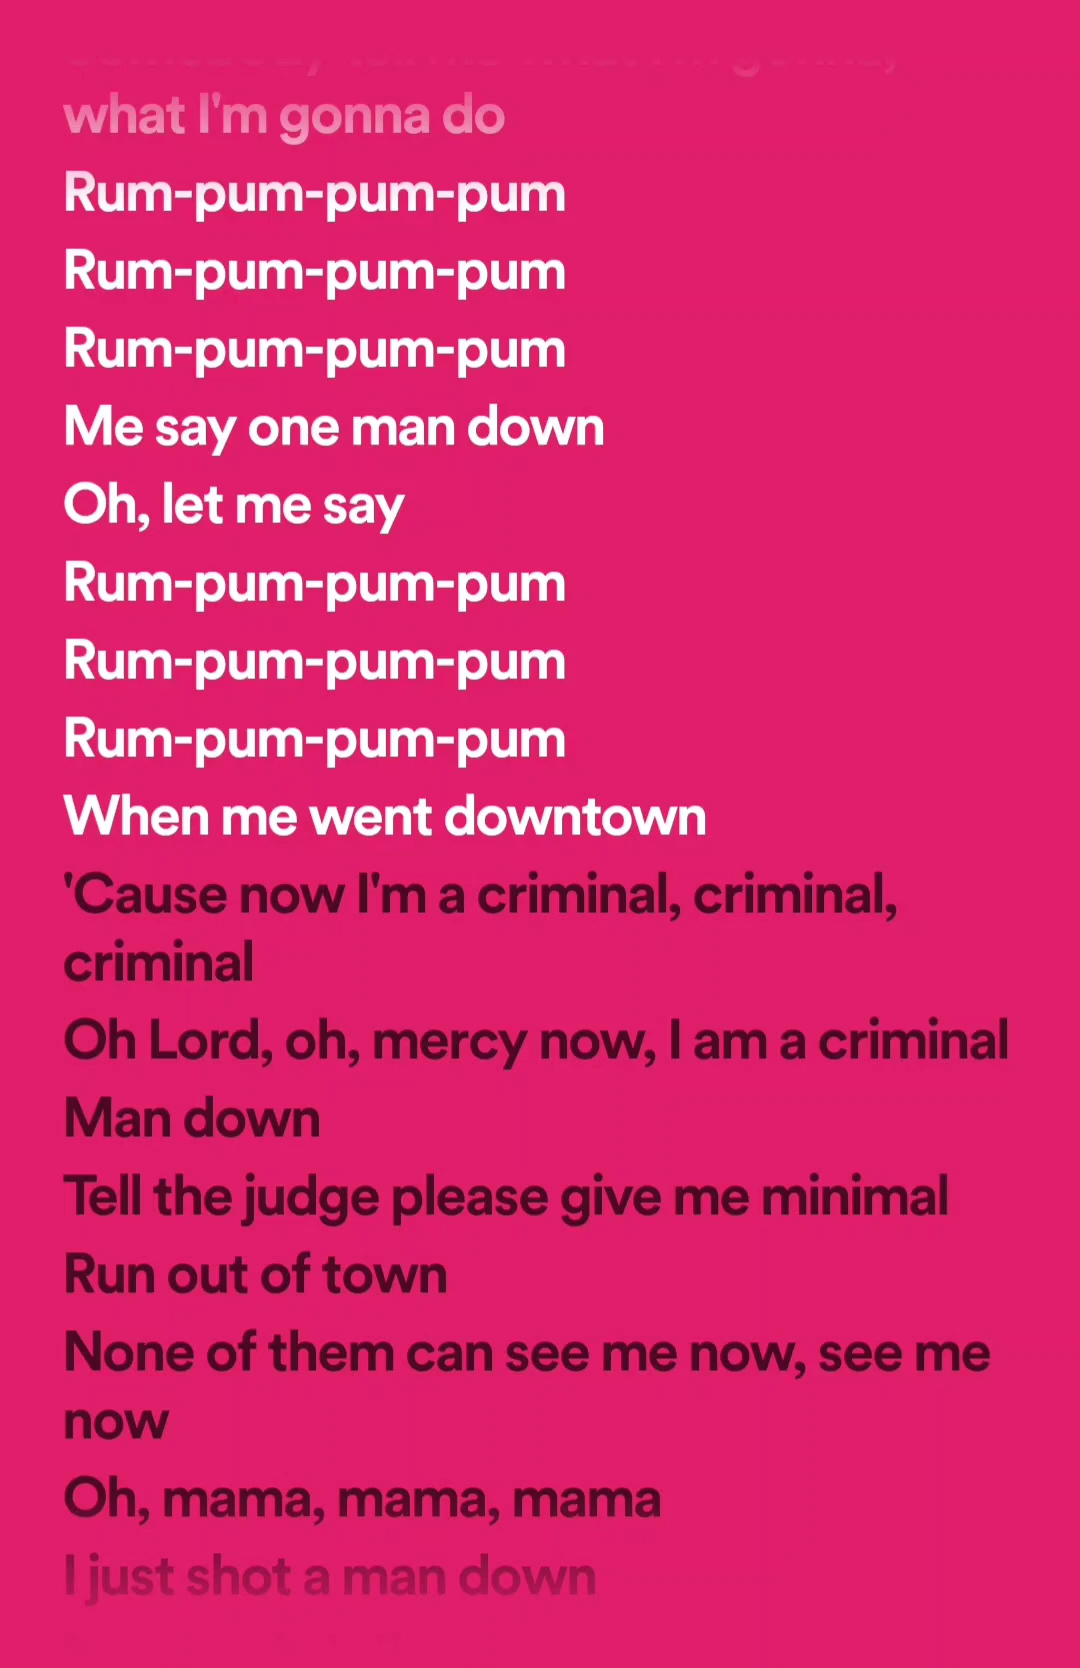 what I'm gonna do
Rum-pum-pum-pum
Rum-pum-pum-pum
Rum-pum-pum-pum
Me say one man down
Oh, let me say
Rum-pum-pum-pum
Rum-pum-pum-pum
Rum-pum-pum-pum
When me went downtown
'Cause now I'm a criminal, criminal,
criminal
Oh Lord, oh, mercy now, I am a criminal
Man down
Tell the judge please give me minimal
Run out of town
None of them can see me now, see me
now
Oh, mama, mama, mama
I just shot a man down